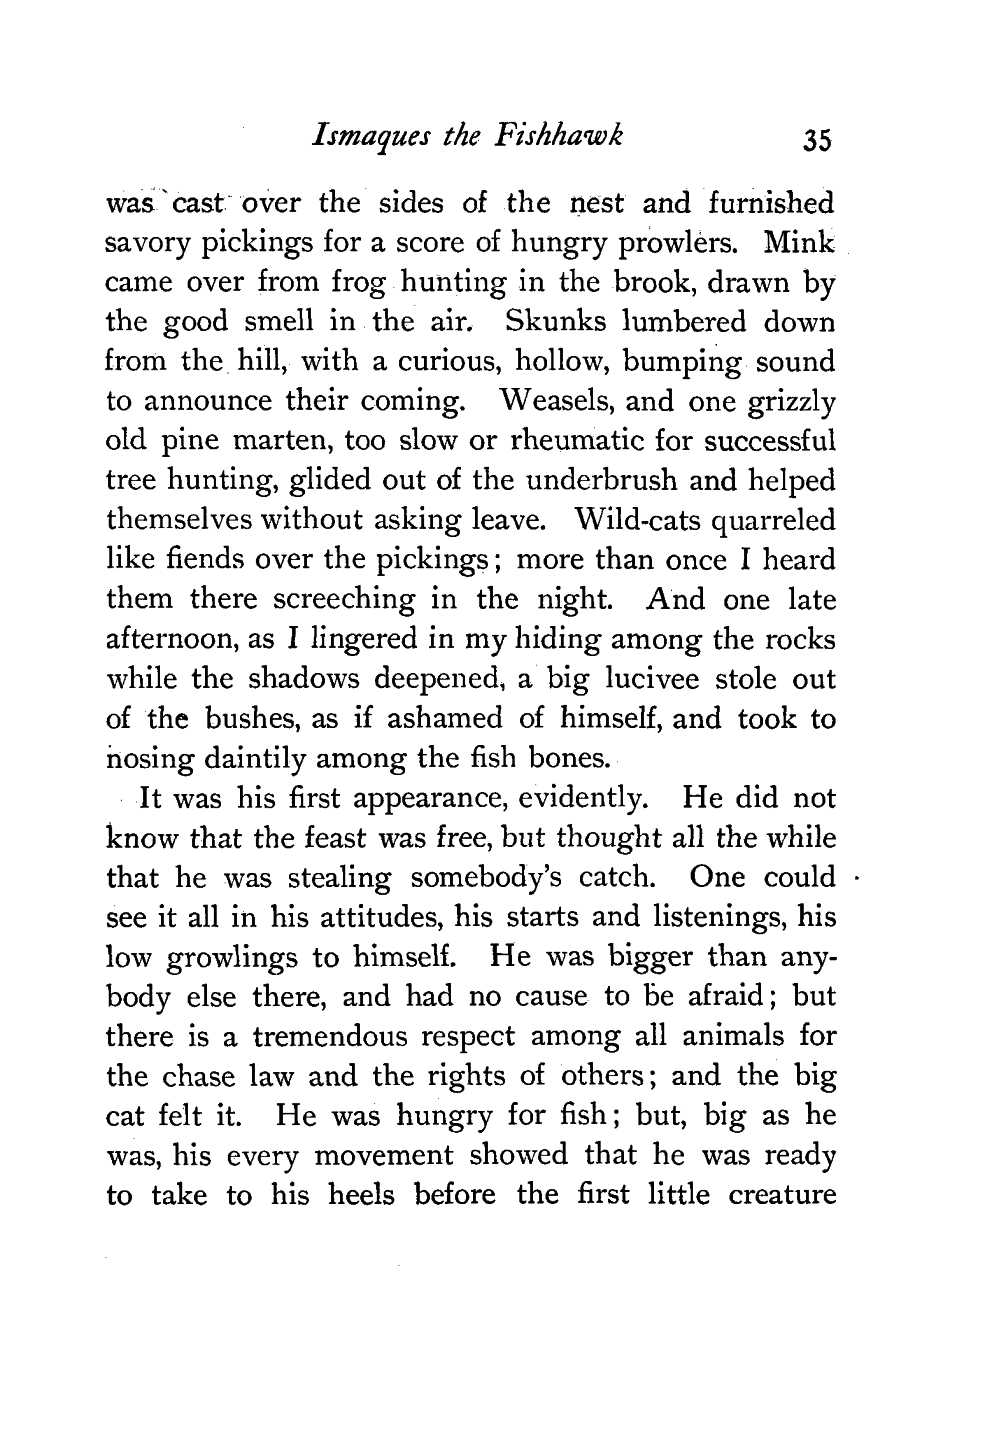 Ismaques the Fishhawk 35
was cast over the sides of the nest and furnished
savory pickings for a score of hungry prowlers. Mink
came over from frog hunting in the brook, drawn by
the good smell in the air. Skunks lumbered down
from the hill, with a curious, hollow, bumping sound
to announce their coming. Weasels, and one grizzly
old pine marten, too slow or rheumatic for successful
tree hunting, glided out of the underbrush and helped
themselves without asking leave. Wild-cats quarreled
like fiends over the pickings; more than once I heard
them there screeching in the night. And one late
afternoon, as I lingered in my hiding among the rocks
while the shadows deepened, a big lucivee stole out
of the bushes, as if ashamed of himself, and took to
nosing daintily among the fish bones.
It was his first appearance, evidently. He did not
know that the feast was free, but thought all the while
that he was stealing somebody's catch. One could
see it all in his attitudes, his starts and listenings, his
low growlings to himself. He was bigger than any-
body else there, and had no cause to be afraid; but
there is a tremendous respect among all animals for
the chase law and the rights of others; and the big
cat felt it. He was hungry for fish; but, big as he
was, his every movement showed that he was ready
to take to his heels before the first little creature